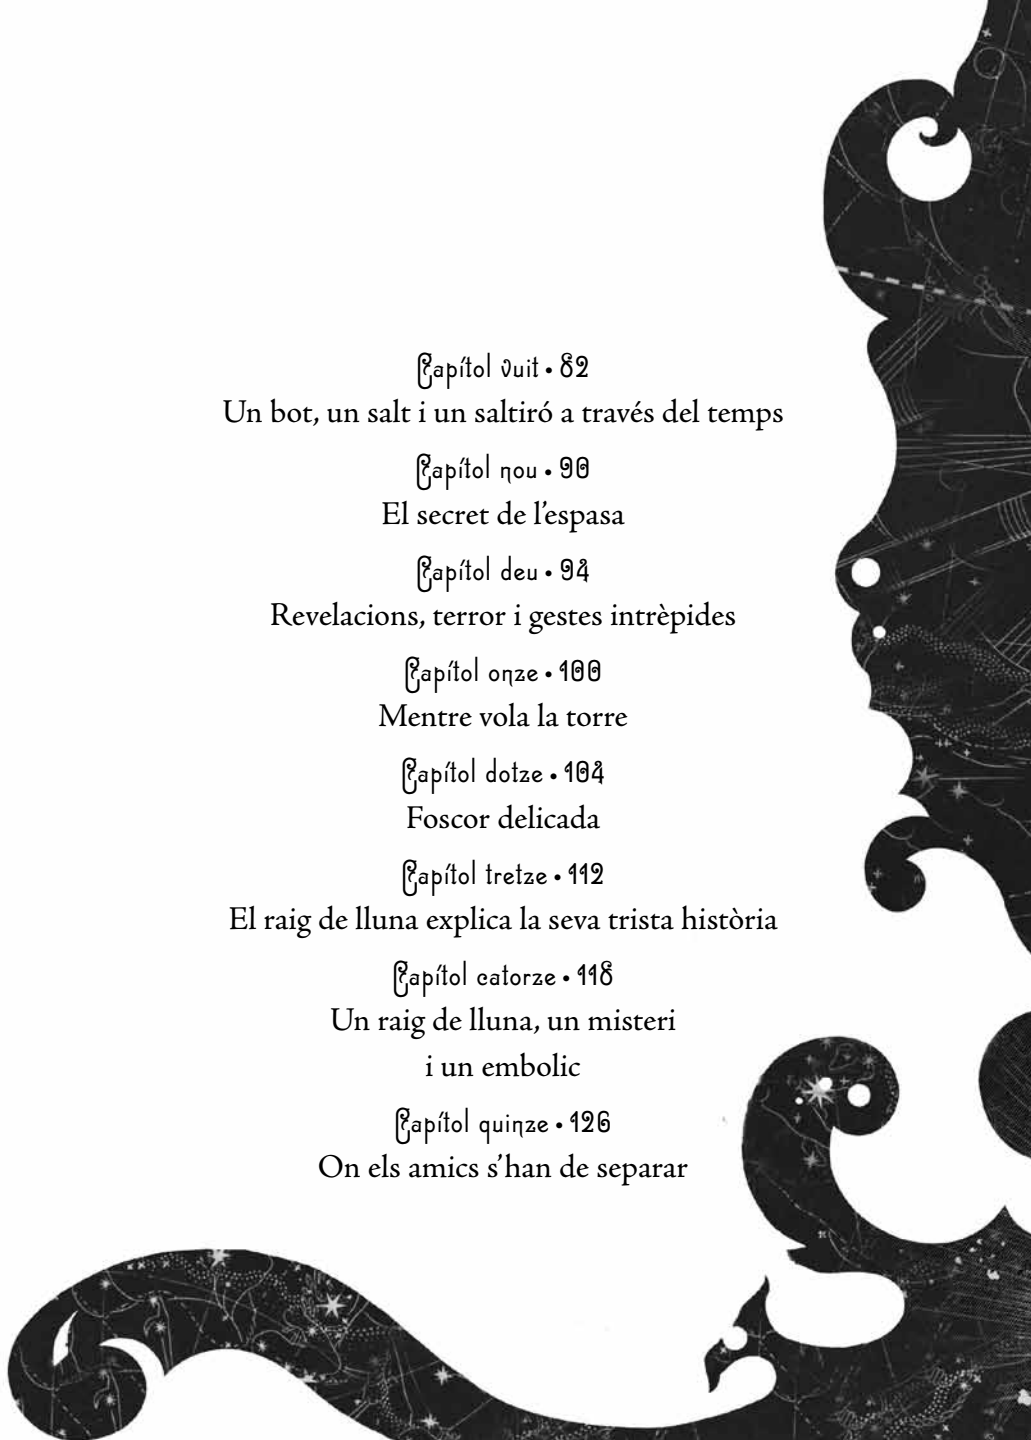 Capítol vuit • 82
Un bot, un salt i un saltiró a través del temps
Capítol nou • 90
El secret de l’espasa
Capítol deu • 94
Revelacions, terror i gestes intrèpides
Capítol onze • 100
Mentre vola la torre
Capítol dotze • 104
Foscor delicada
Capítol tretze • 112
El raig de lluna explica la seva trista història
Capítol catorze • 118
Un raig de lluna, un misteri
i un embolic
Capítol quinze • 126
On els amics s’han de separar